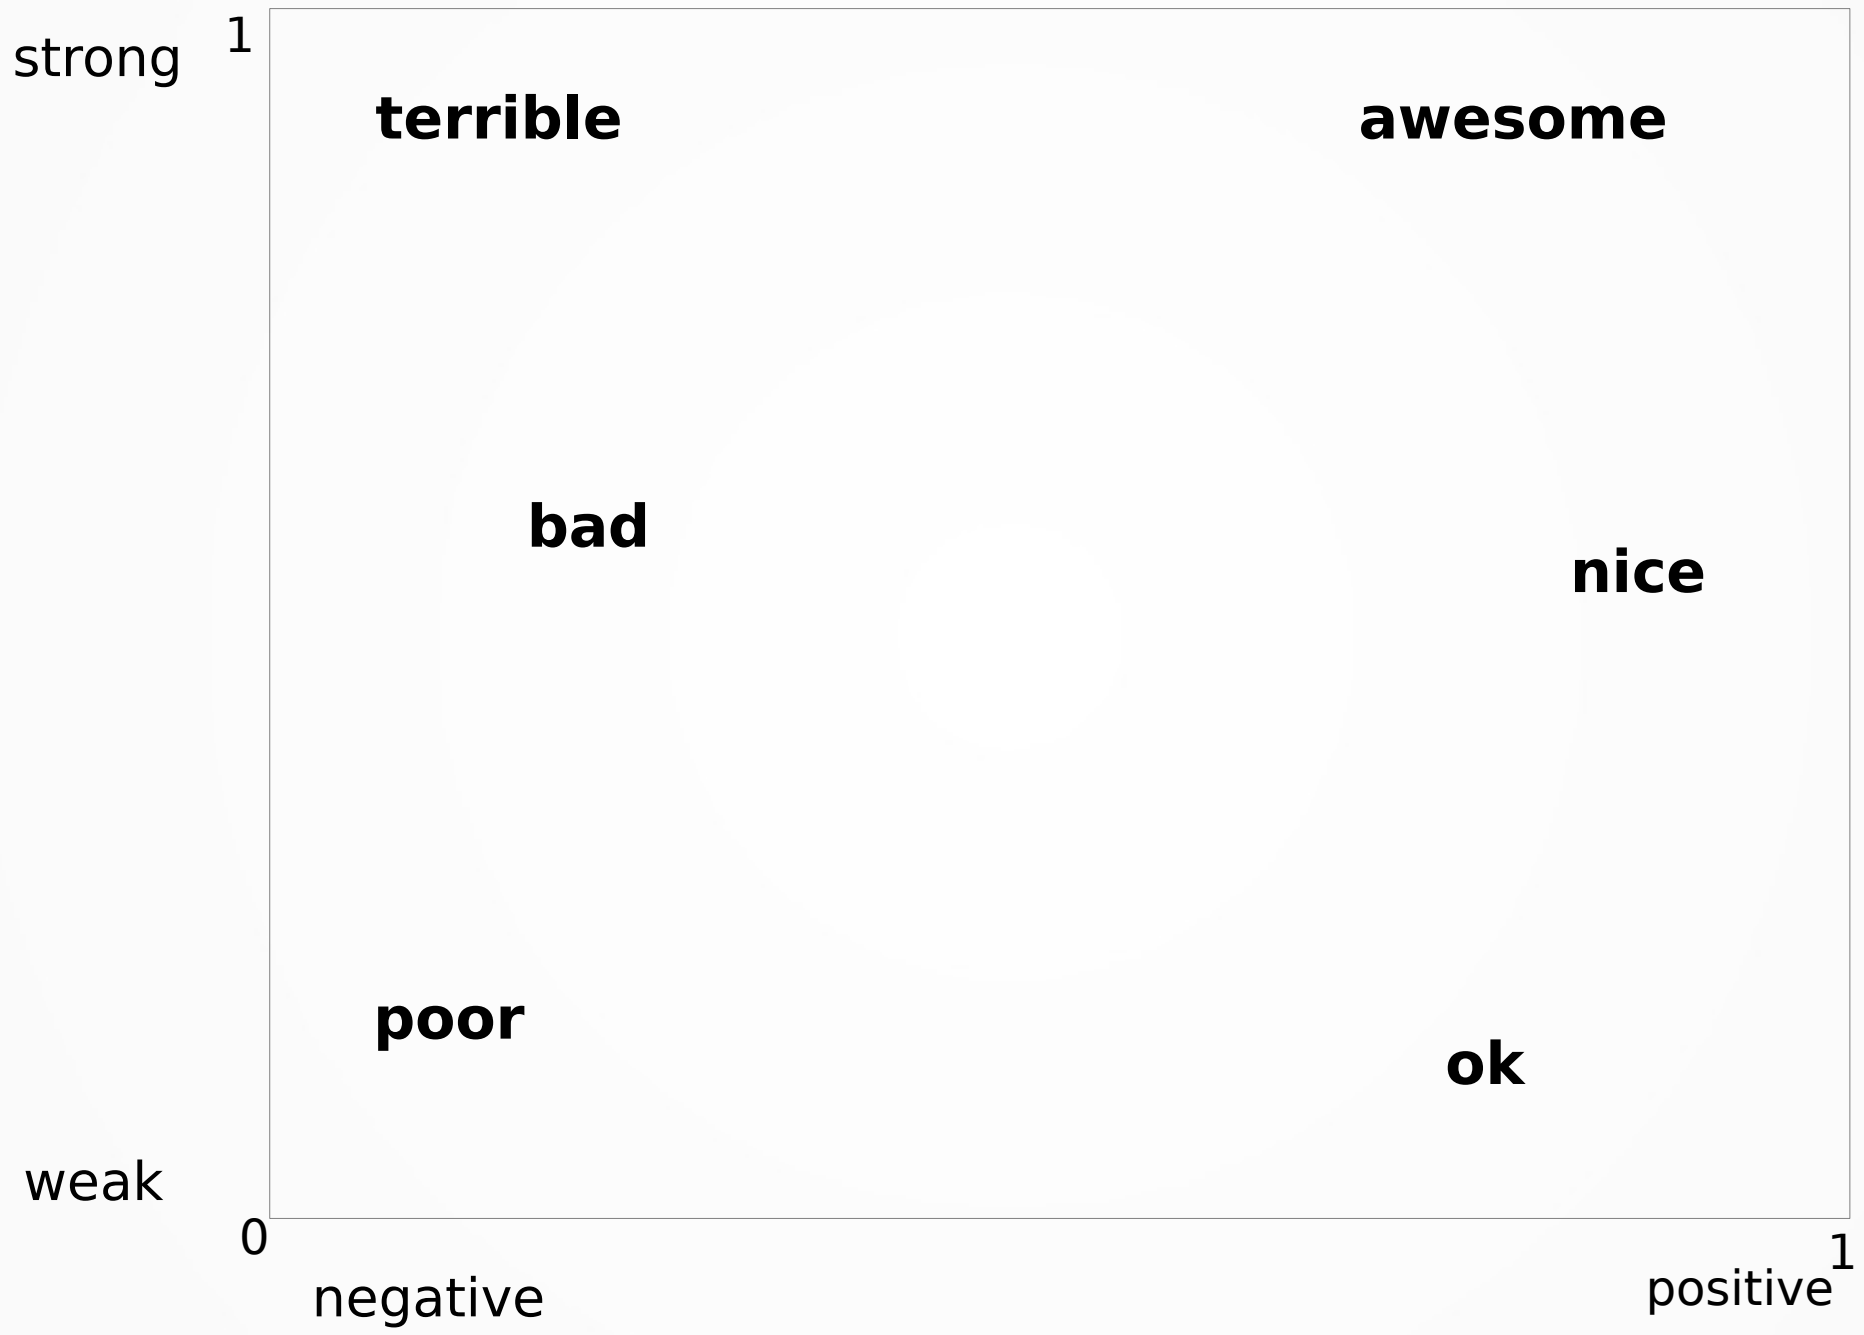 1
strong
terrible
awesome
bad
nice
poor
ok
weak
0
1
negative
positive